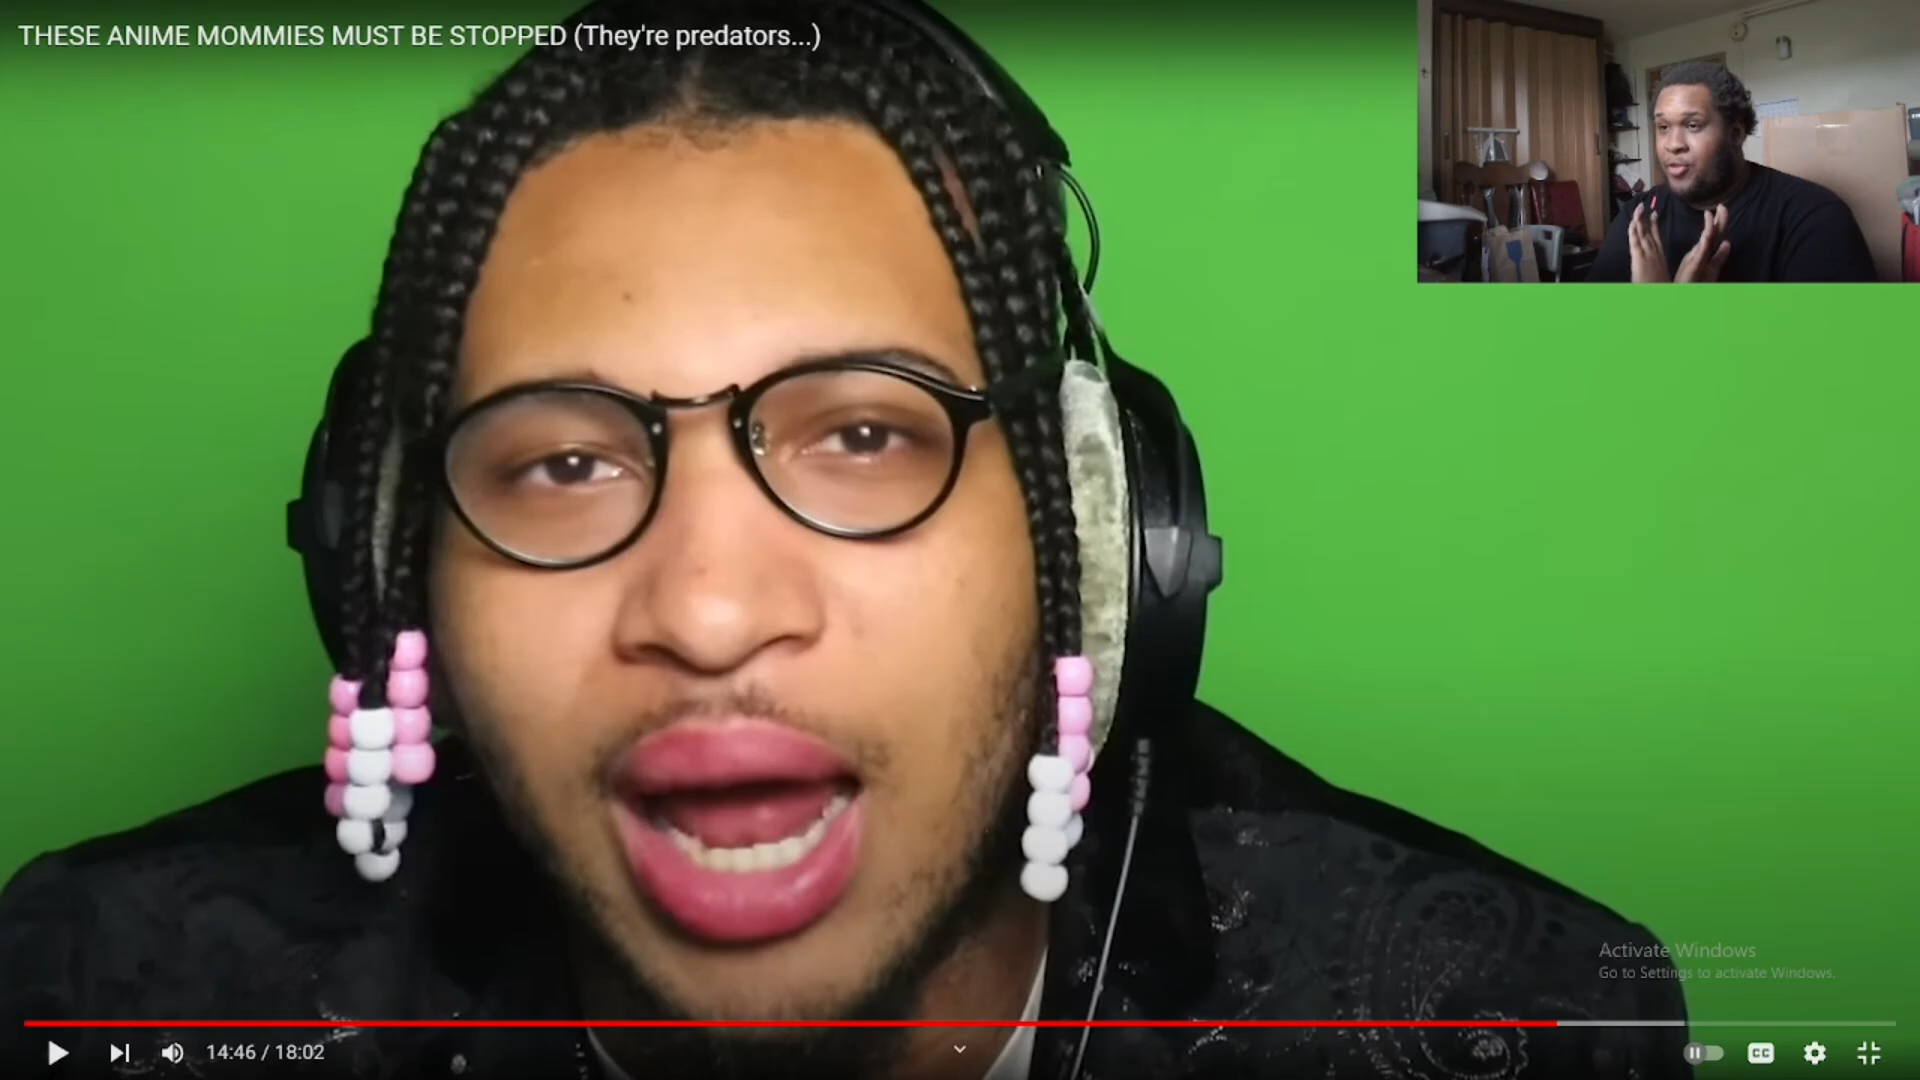 THESE ANIME MOMMIES MUST BE STOPPED (They're predators...)
Activate Windows
Go to Settings to activate Windows.
14:46 / 18:02
CC